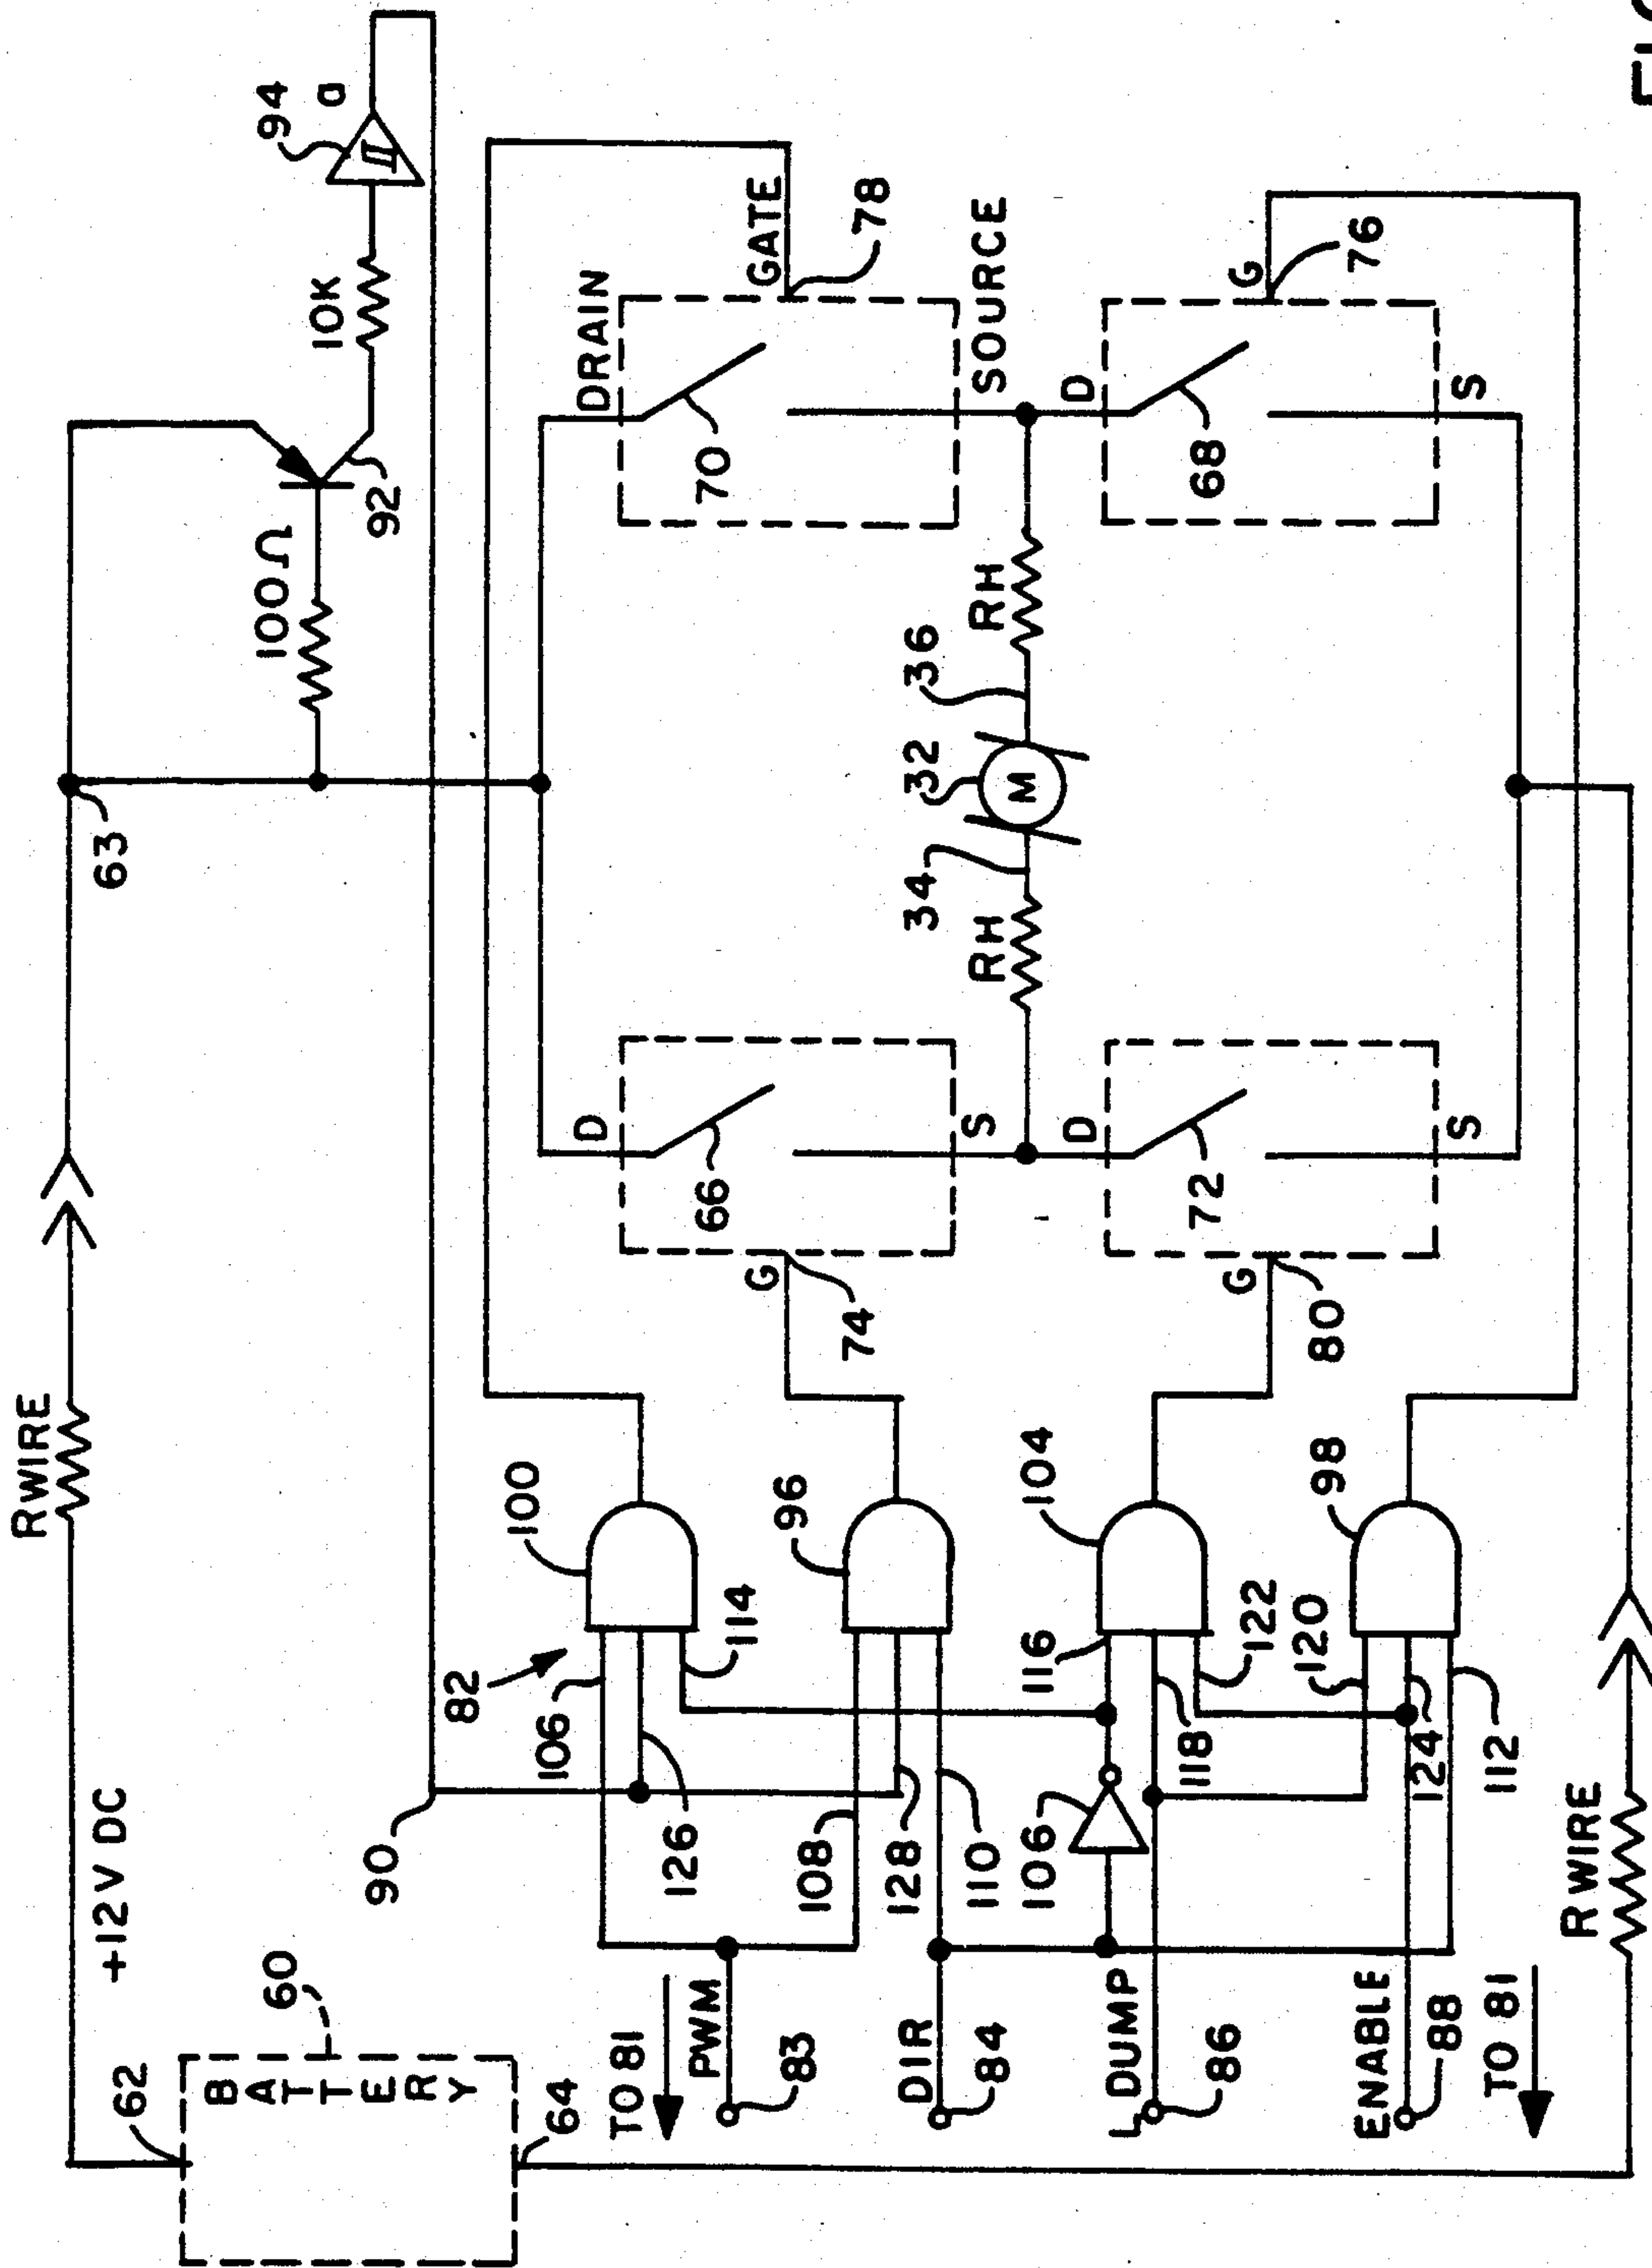 RWIRE
+12V DC
62
60
BATTERY
64
63
100Ω
92
10K
94
a
90
82
100
106
126
114
TO 81
PWM
83
96
108
128
110
DIR
84
104
116
106
118
122
L DUMP
86
98
120
124
112
ENABLE
88
TO 81
RWIRE
D
66
S
G
74
D
72
S
G
80
DRAIN
70
GATE
78
SOURCE
D
68
S
G
76
RH
34
32
M
36
RH